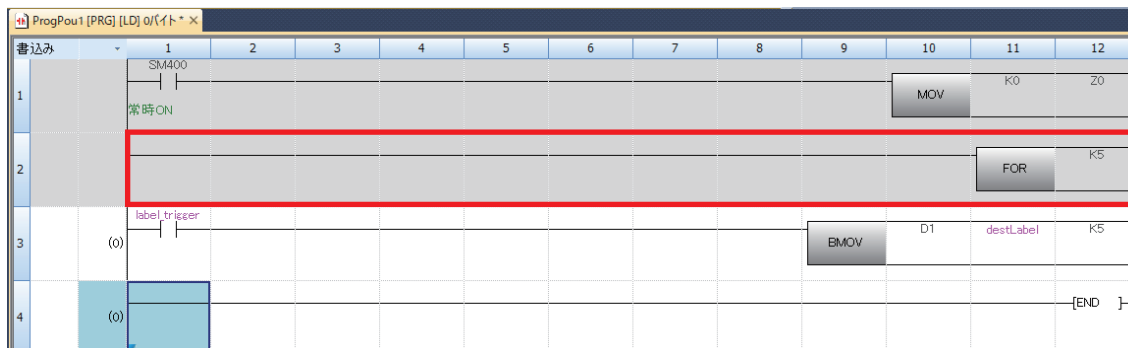 ProgPou1 [PRG] [LD] 0バイト* ×
書込み 1 2 3 4 5 6 7 8 9 10 11 12
SM400
1 MOV K0 Z0
常時ON
2 FOR K5
label_trigger
3 (0) BMOV D1 destLabel K5
4 (0) [END ]